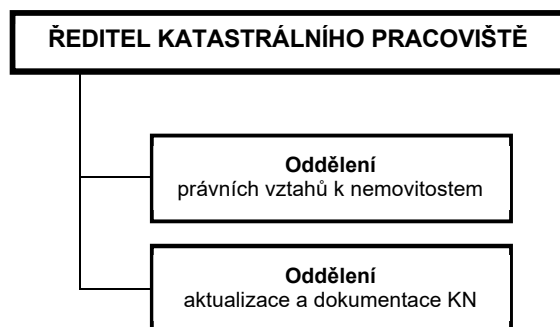 ŘEDITEL KATASTRÁLNÍHO PRACOVIŠTĚ
Oddělení
právních vztahů k nemovitostem
Oddělení
aktualizace a dokumentace KN